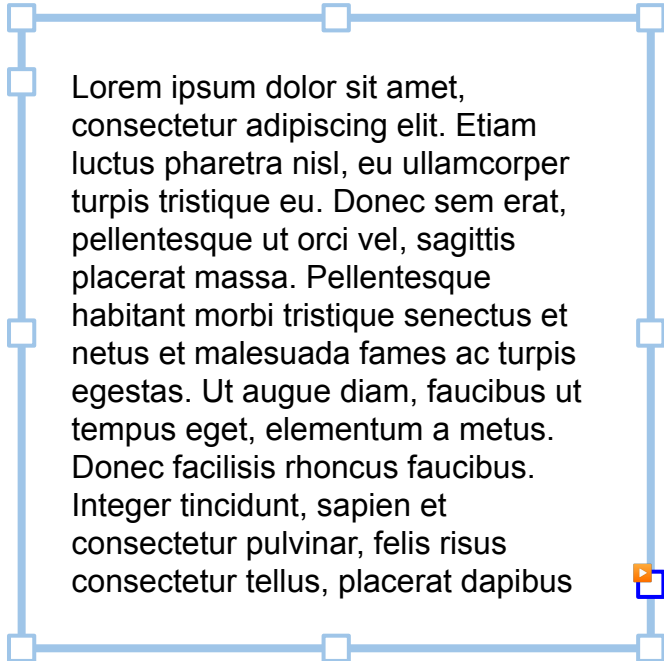 Lorem ipsum dolor sit amet,
consectetur adipiscing elit. Etiam
luctus pharetra nisl, eu ullamcorper
turpis tristique eu. Donec sem erat,
pellentesque ut orci vel, sagittis
placerat massa. Pellentesque
habitant morbi tristique senectus et
netus et malesuada fames ac turpis
egestas. Ut augue diam, faucibus ut
tempus eget, elementum a metus.
Donec facilisis rhoncus faucibus.
Integer tincidunt, sapien et
consectetur pulvinar, felis risus
consectetur tellus, placerat dapibus